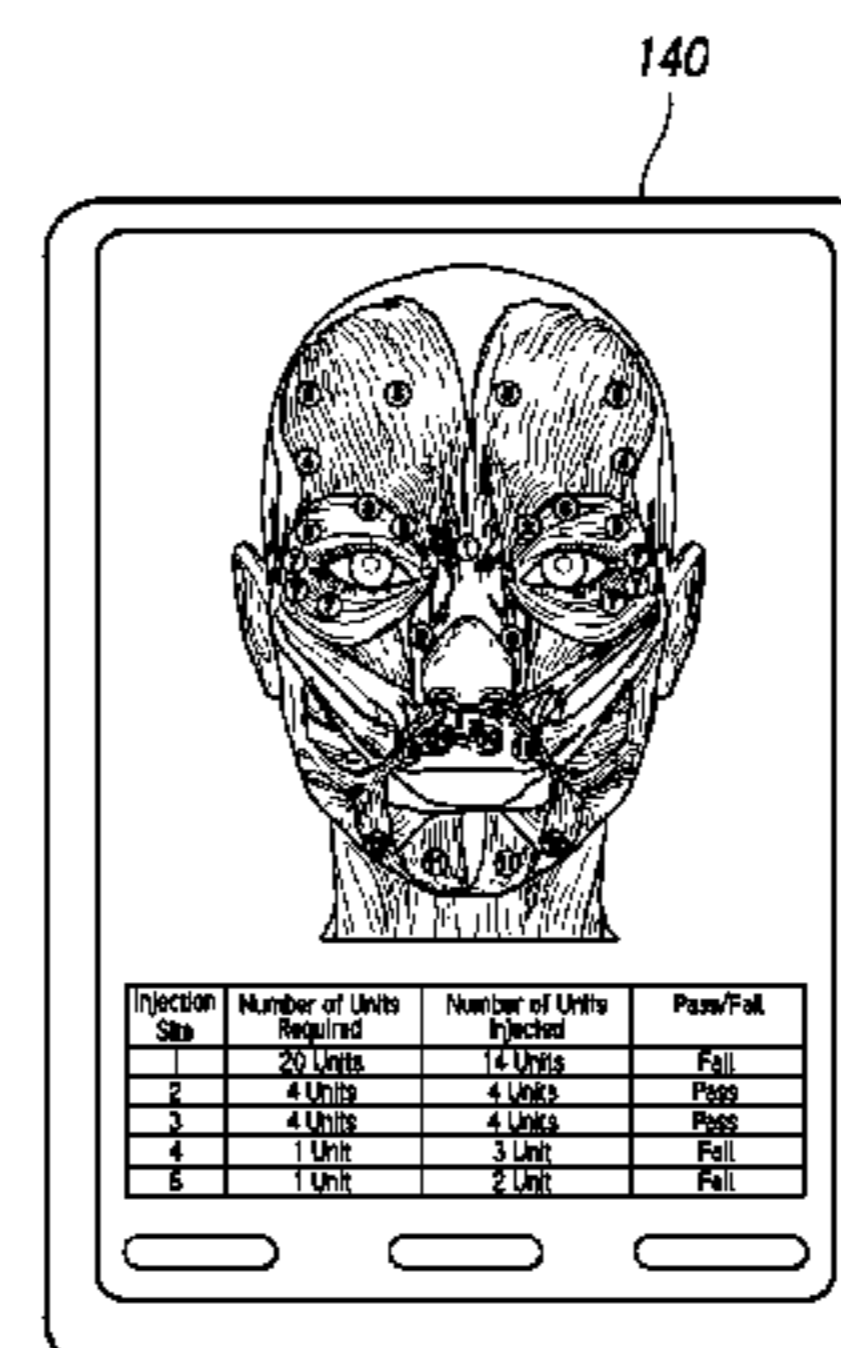 140
Injection Site | Number of Units Required | Number of Units Injected | Pass/Fail
1 | 20 Units | 14 Units | Fail
2 | 4 Units | 4 Units | Pass
3 | 4 Units | 4 Units | Pass
4 | 1 Unit | 3 Unit | Fail
5 | 1 Unit | 2 Unit | Fail